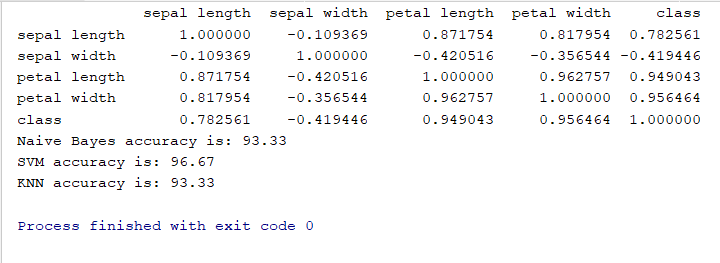 sepal length sepal width petal length petal width class
sepal length 1.000000 -0.109369 0.871754 0.817954 0.782561
sepal width -0.109369 1.000000 -0.420516 -0.356544 -0.419446
petal length 0.871754 -0.420516 1.000000 0.962757 0.949043
petal width 0.817954 -0.356544 0.962757 1.000000 0.956464
class 0.782561 -0.419446 0.949043 0.956464 1.000000
Naive Bayes accuracy is: 93.33
SVM accuracy is: 96.67
KNN accuracy is: 93.33
Process finished with exit code 0